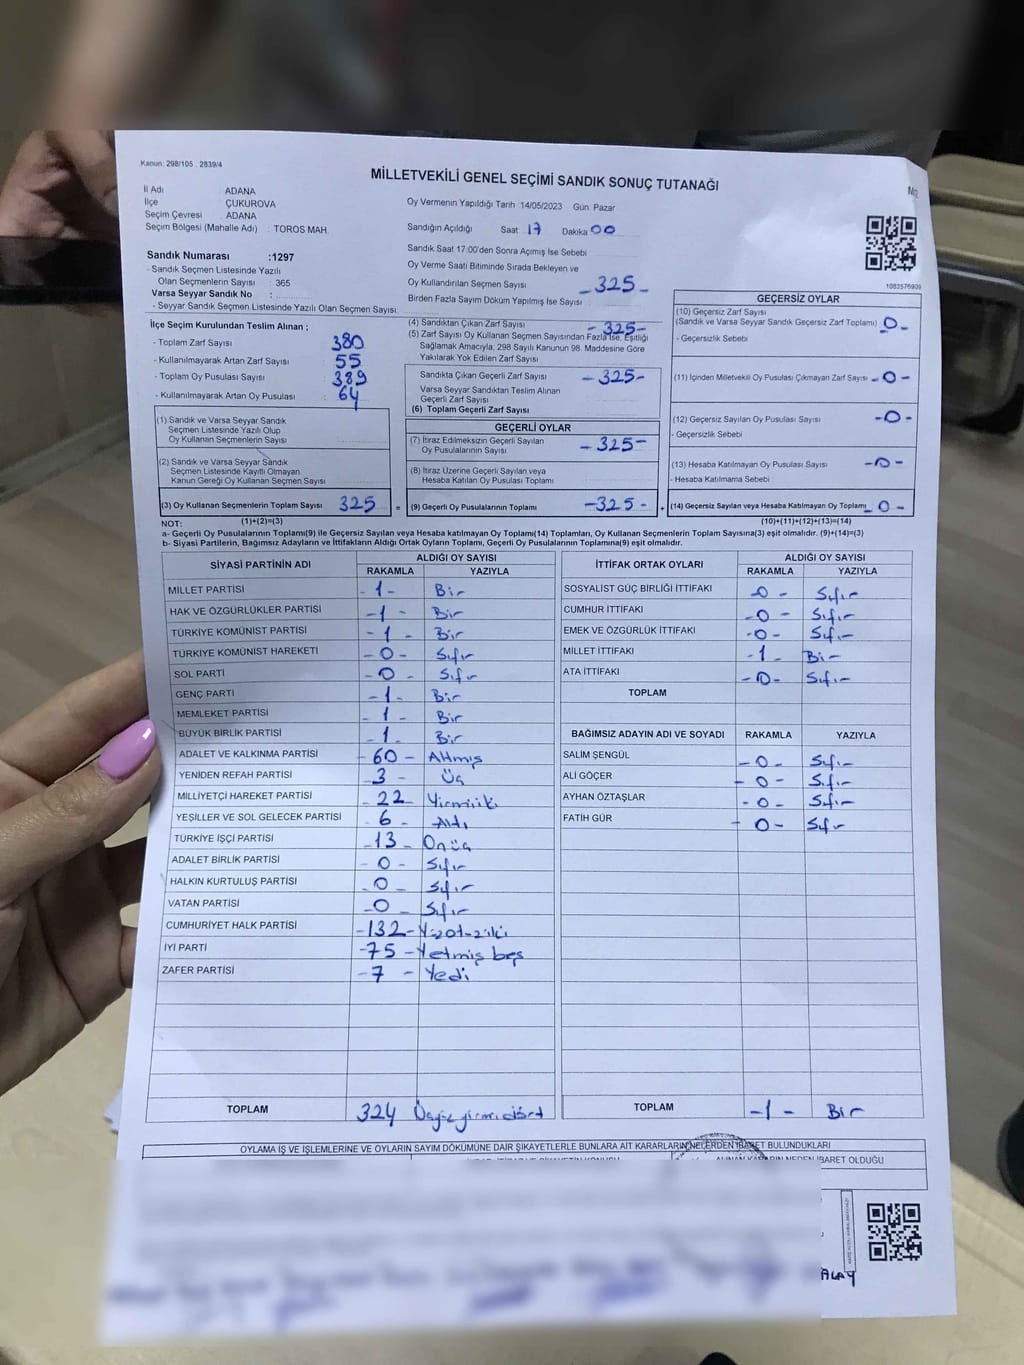 Kanun: 298/105 , 2839/4
MİLLETVEKİLİ GENEL SEÇİMİ SANDIK SONUÇ TUTANAĞI
İl Adı : ADANA
İlçe : ÇUKUROVA
Seçim Çevresi : ADANA
Seçim Bölgesi (Mahalle Adı) : TOROS MAH.
Oy Vermenin Yapıldığı Tarih 14/05/2023 Gün Pazar
Sandığın Açıldığı Saat 17 Dakika 00
Sandık Saat 17:00'den Sonra Açımış İse Sebebi
Oy Verme Saati Bitiminde Sırada Bekleyen ve
Oy Kullandırılan Seçmen Sayısı - 325 -
Birden Fazla Sayım Döküm Yapılmış İse Sayısı
Sandık Numarası :1297
- Sandık Seçmen Listesinde Yazılı
Olan Seçmenlerin Sayısı : 365
Varsa Seyyar Sandık No :
- Seyyar Sandık Seçmen Listesinde Yazılı Olan Seçmen Sayısı:
İlçe Seçim Kurulundan Teslim Alınan ;
- Toplam Zarf Sayısı : 380
- Kullanılmayarak Artan Zarf Sayısı : 55
- Toplam Oy Pusulası Sayısı : 389
- Kullanılmayarak Artan Oy Pusulası : 64
(1) Sandık ve Varsa Seyyar Sandık
Seçmen Listesinde Yazılı Olup
Oy Kullanan Seçmenlerin Sayısı
(2) Sandık ve Varsa Seyyar Sandık
Seçmen Listesinde Kayıtlı Olmayan
Kanun Gereği Oy Kullanan Seçmen Sayısı
(3) Oy Kullanan Seçmenlerin Toplam Sayısı 325 =
(1)+(2)=(3)
(4) Sandıktan Çıkan Zarf Sayısı - 325 -
(5) Zarf Sayısı Oy Kullanan Seçmen Sayısından Fazla İse, Eşitliği
Sağlamak Amacıyla, 298 Sayılı Kanunun 98. Maddesine Göre
Yakılarak Yok Edilen Zarf Sayısı
Sandıkta Çıkan Geçerli Zarf Sayısı - 325 -
Varsa Seyyar Sandıktan Teslim Alınan
Geçerli Zarf Sayısı
(6) Toplam Geçerli Zarf Sayısı
GEÇERLİ OYLAR
(7) İtiraz Edilmeksizin Geçerli Sayılan
Oy Pusulalarının Sayısı - 325 -
(8) İtiraz Üzerine Geçerli Sayılan veya
Hesaba Katılan Oy Pusulası Toplamı
(9) Geçerli Oy Pusulalarının Toplamı - 325 - +
1083576939
GEÇERSİZ OYLAR
(10) Geçersiz Zarf Sayısı
(Sandık ve Varsa Seyyar Sandık Geçersiz Zarf Toplamı) 0 -
- Geçersizlik Sebebi
(11) İçinden Milletvekili Oy Pusulası Çıkmayan Zarf Sayısı - 0 -
(12) Geçersiz Sayılan Oy Pusulası Sayısı - 0 -
- Geçersizlik Sebebi
(13) Hesaba Katılmayan Oy Pusulası Sayısı - 0 -
- Hesaba Katılmama Sebebi
(14) Geçersiz Sayılan veya Hesaba Katılmayan Oy Toplamı - 0 -
(10)+(11)+(12)+(13)=(14)
NOT:
a- Geçerli Oy Pusulalarının Toplamı(9) ile Geçersiz Sayılan veya Hesaba katılmayan Oy Toplamı(14) Toplamları, Oy Kullanan Seçmenlerin Toplam Sayısına(3) eşit olmalıdır. (9)+(14)=(3)
b- Siyasi Partilerin, Bağımsız Adayların ve İttifakların Aldığı Ortak Oyların Toplamı, Geçerli Oy Pusulalarının Toplamına(9) eşit olmalıdır.
SİYASİ PARTİNİN ADI ALDIĞI OY SAYISI
RAKAMLA YAZIYLA
MİLLET PARTİSİ - 1 - Bir
HAK VE ÖZGÜRLÜKLER PARTİSİ - 1 - Bir
TÜRKİYE KOMÜNİST PARTİSİ - 1 - Bir
TÜRKİYE KOMÜNİST HAREKETİ - 0 - Sıfır
SOL PARTİ - 0 - Sıfır
GENÇ PARTİ - 1 - Bir
MEMLEKET PARTİSİ 1 - Bir
BÜYÜK BİRLİK PARTİSİ - 1 - Bir
ADALET VE KALKINMA PARTİSİ - 60 - Altmış
YENİDEN REFAH PARTİSİ - 3 - Üç
MİLLİYETÇİ HAREKET PARTİSİ - 22 - Yirmiiki
YEŞİLLER VE SOL GELECEK PARTİSİ - 6 - Altı
TÜRKİYE İŞÇİ PARTİSİ - 13 - Onüç
ADALET BİRLİK PARTİSİ - 0 - Sıfır
HALKIN KURTULUŞ PARTİSİ - 0 - Sıfır
VATAN PARTİSİ - 0 - Sıfır
CUMHURİYET HALK PARTİSİ - 132 - Yüzotuziki
İYİ PARTİ - 75 - Yetmiş beş
ZAFER PARTİSİ - 7 - Yedi
TOPLAM 324 Üçyüzyirmidört
İTTİFAK ORTAK OYLARI ALDIĞI OY SAYISI
RAKAMLA YAZIYLA
SOSYALİST GÜÇ BİRLİĞİ İTTİFAKI - 0 - Sıfır
CUMHUR İTTİFAKI - 0 - Sıfır
EMEK VE ÖZGÜRLÜK İTTİFAKI - 0 - Sıfır
MİLLET İTTİFAKI - 1 - Bir
ATA İTTİFAKI - 0 - Sıfır
TOPLAM
BAĞIMSIZ ADAYIN ADI VE SOYADI RAKAMLA YAZIYLA
SALİM ŞENGÜL - 0 - Sıfır
ALİ GÖÇER - 0 - Sıfır
AYHAN ÖZTAŞLAR - 0 - Sıfır
FATİH GÜR - 0 - Sıfır
TOPLAM - 1 - Bir
OYLAMA İŞ VE İŞLEMLERİNE VE OYLARIN SAYIM DÖKÜMÜNE DAİR ŞİKAYETLERLE BUNLARA AİT KARARLARIN NELERDEN İBARET BULUNDUKLARI
ALINAN KARARIN NEDEN İBARET OLDUĞU